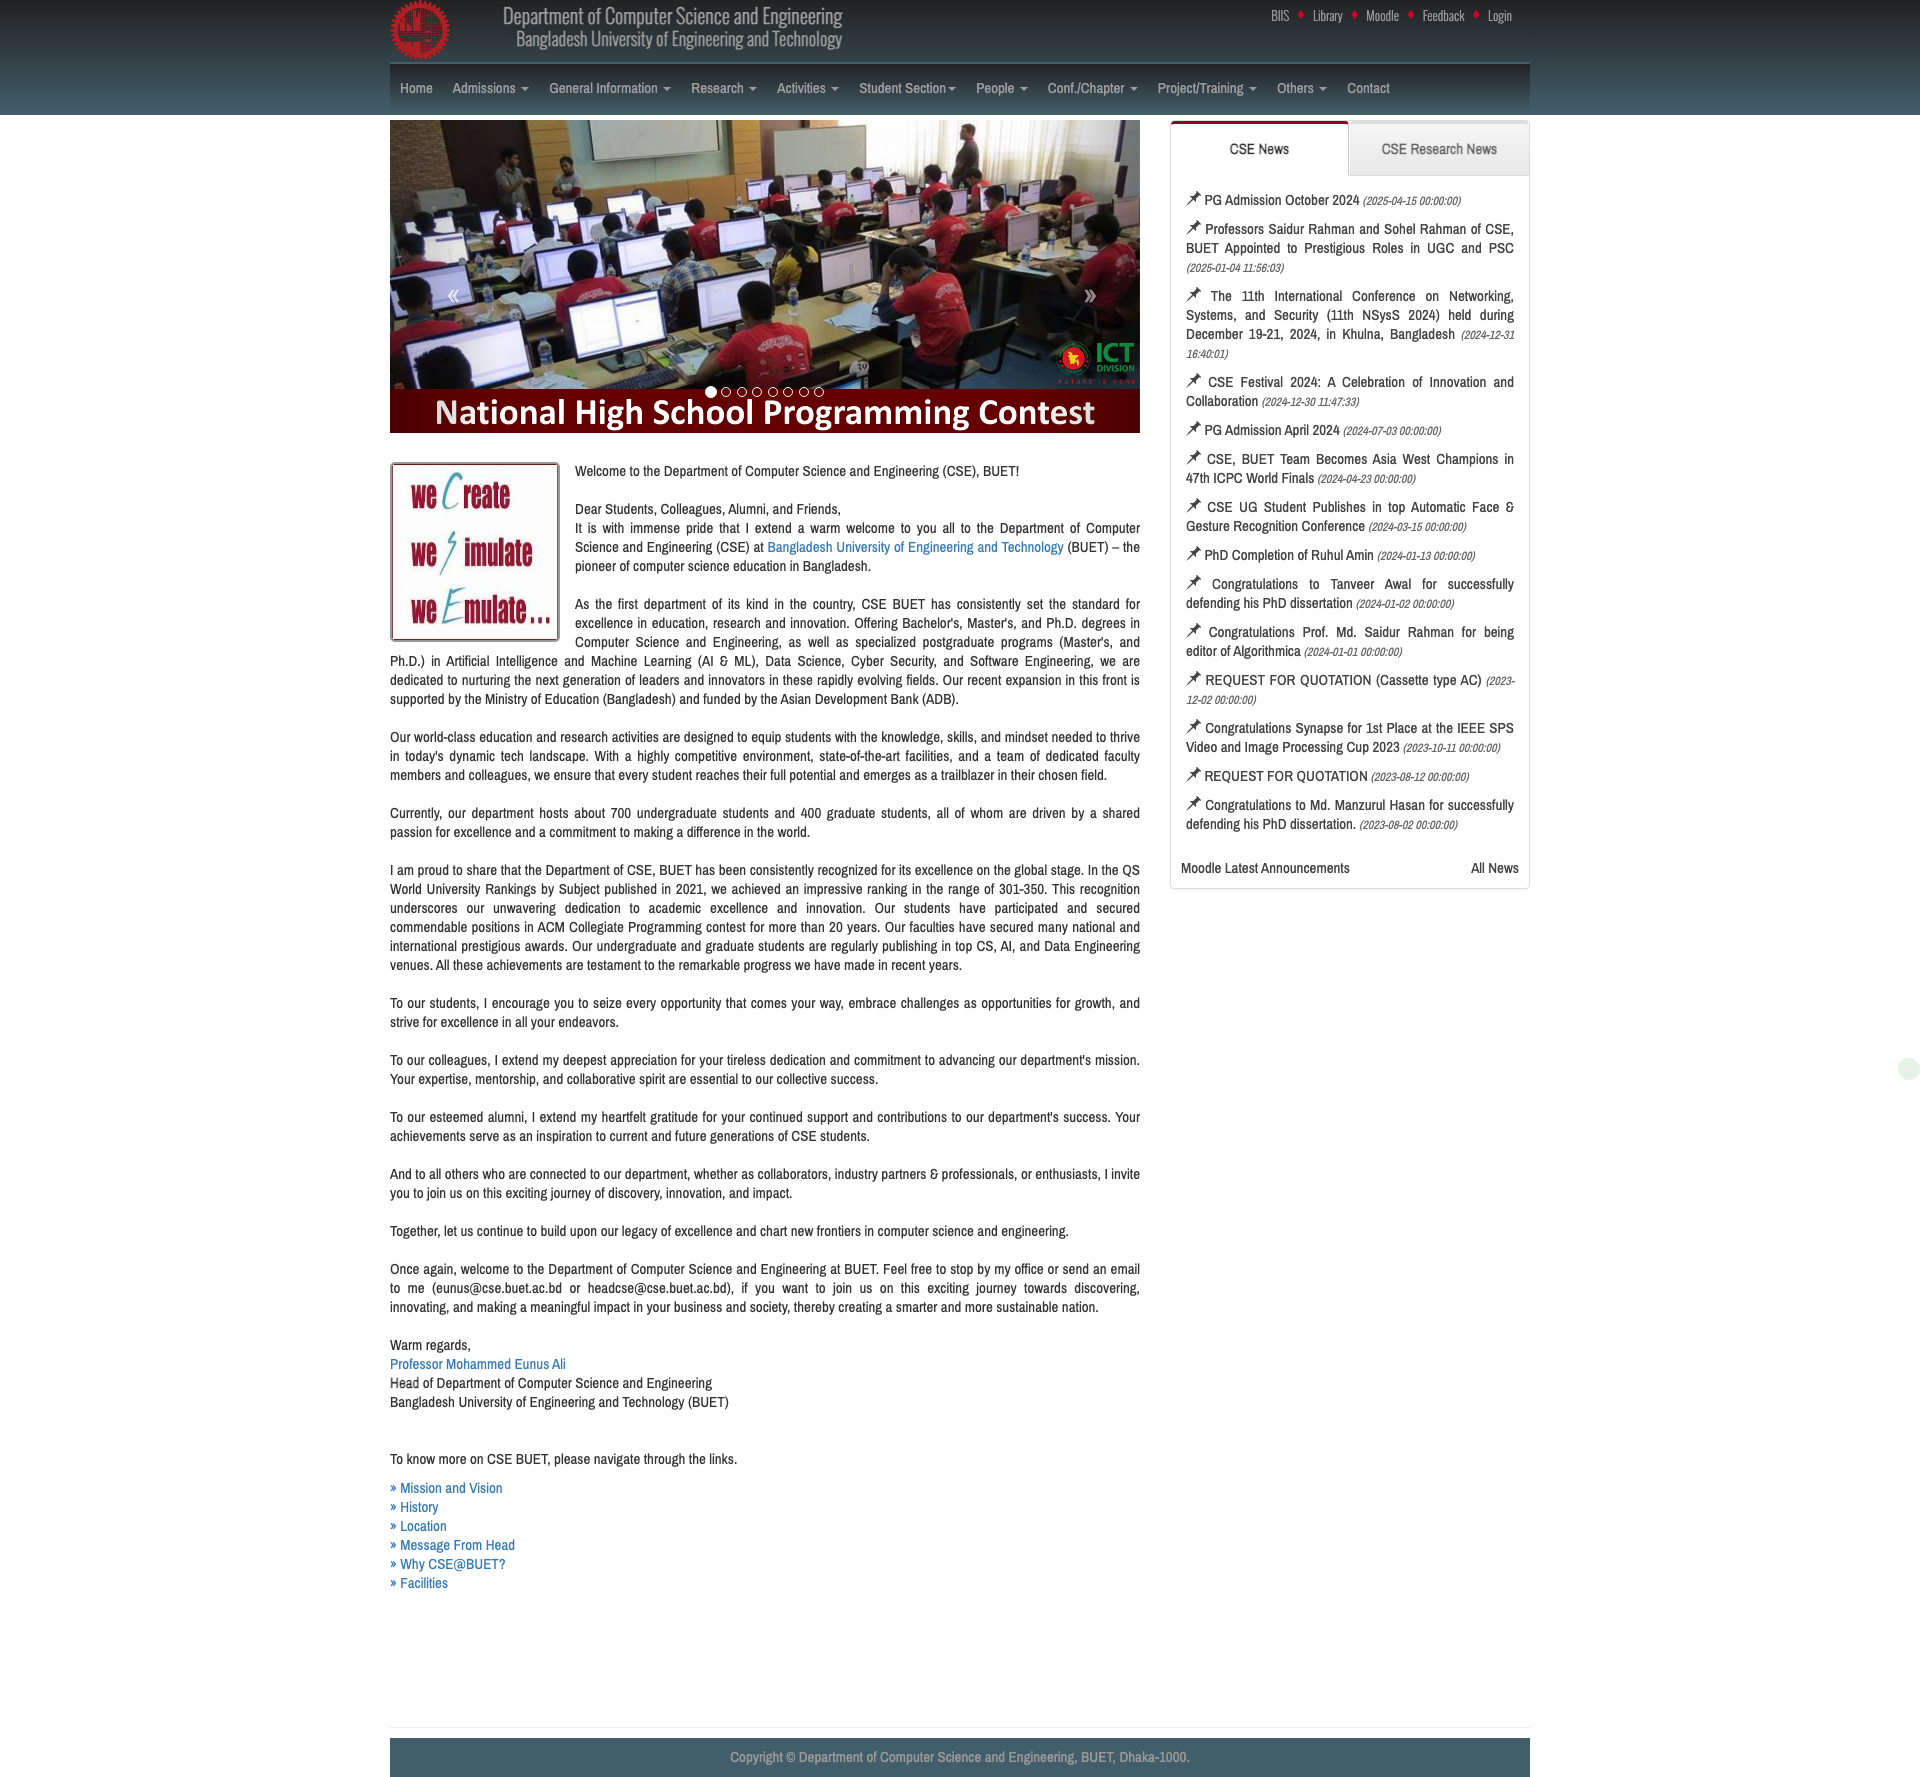 Department of Computer Science and Engineering
Bangladesh University of Engineering and Technology
BIIS ♦ Library ♦ Moodle ♦ Feedback ♦ Login
Home Admissions General Information Research Activities Student Section People Conf./Chapter Project/Training Others Contact
« »
ICT
DIVISION
FUTURE IS HERE
National High School Programming Contest
we Create
we Simulate
we Emulate...
Welcome to the Department of Computer Science and Engineering (CSE), BUET!
Dear Students, Colleagues, Alumni, and Friends,
It is with immense pride that I extend a warm welcome to you all to the Department of Computer
Science and Engineering (CSE) at Bangladesh University of Engineering and Technology (BUET) – the
pioneer of computer science education in Bangladesh.
As the first department of its kind in the country, CSE BUET has consistently set the standard for
excellence in education, research and innovation. Offering Bachelor's, Master's, and Ph.D. degrees in
Computer Science and Engineering, as well as specialized postgraduate programs (Master's, and
Ph.D.) in Artificial Intelligence and Machine Learning (AI & ML), Data Science, Cyber Security, and Software Engineering, we are
dedicated to nurturing the next generation of leaders and innovators in these rapidly evolving fields. Our recent expansion in this front is
supported by the Ministry of Education (Bangladesh) and funded by the Asian Development Bank (ADB).
Our world-class education and research activities are designed to equip students with the knowledge, skills, and mindset needed to thrive
in today's dynamic tech landscape. With a highly competitive environment, state-of-the-art facilities, and a team of dedicated faculty
members and colleagues, we ensure that every student reaches their full potential and emerges as a trailblazer in their chosen field.
Currently, our department hosts about 700 undergraduate students and 400 graduate students, all of whom are driven by a shared
passion for excellence and a commitment to making a difference in the world.
I am proud to share that the Department of CSE, BUET has been consistently recognized for its excellence on the global stage. In the QS
World University Rankings by Subject published in 2021, we achieved an impressive ranking in the range of 301-350. This recognition
underscores our unwavering dedication to academic excellence and innovation. Our students have participated and secured
commendable positions in ACM Collegiate Programming contest for more than 20 years. Our faculties have secured many national and
international prestigious awards. Our undergraduate and graduate students are regularly publishing in top CS, AI, and Data Engineering
venues. All these achievements are testament to the remarkable progress we have made in recent years.
To our students, I encourage you to seize every opportunity that comes your way, embrace challenges as opportunities for growth, and
strive for excellence in all your endeavors.
To our colleagues, I extend my deepest appreciation for your tireless dedication and commitment to advancing our department's mission.
Your expertise, mentorship, and collaborative spirit are essential to our collective success.
To our esteemed alumni, I extend my heartfelt gratitude for your continued support and contributions to our department's success. Your
achievements serve as an inspiration to current and future generations of CSE students.
And to all others who are connected to our department, whether as collaborators, industry partners & professionals, or enthusiasts, I invite
you to join us on this exciting journey of discovery, innovation, and impact.
Together, let us continue to build upon our legacy of excellence and chart new frontiers in computer science and engineering.
Once again, welcome to the Department of Computer Science and Engineering at BUET. Feel free to stop by my office or send an email
to me (eunus@cse.buet.ac.bd or headcse@cse.buet.ac.bd), if you want to join us on this exciting journey towards discovering,
innovating, and making a meaningful impact in your business and society, thereby creating a smarter and more sustainable nation.
Warm regards,
Professor Mohammed Eunus Ali
Head of Department of Computer Science and Engineering
Bangladesh University of Engineering and Technology (BUET)
To know more on CSE BUET, please navigate through the links.
» Mission and Vision
» History
» Location
» Message From Head
» Why CSE@BUET?
» Facilities
CSE News CSE Research News
PG Admission October 2024 (2025-04-15 00:00:00)
Professors Saidur Rahman and Sohel Rahman of CSE,
BUET Appointed to Prestigious Roles in UGC and PSC
(2025-01-04 11:56:03)
The 11th International Conference on Networking,
Systems, and Security (11th NSysS 2024) held during
December 19-21, 2024, in Khulna, Bangladesh (2024-12-31
16:40:01)
CSE Festival 2024: A Celebration of Innovation and
Collaboration (2024-12-30 11:47:33)
PG Admission April 2024 (2024-07-03 00:00:00)
CSE, BUET Team Becomes Asia West Champions in
47th ICPC World Finals (2024-04-23 00:00:00)
CSE UG Student Publishes in top Automatic Face &
Gesture Recognition Conference (2024-03-15 00:00:00)
PhD Completion of Ruhul Amin (2024-01-13 00:00:00)
Congratulations to Tanveer Awal for successfully
defending his PhD dissertation (2024-01-02 00:00:00)
Congratulations Prof. Md. Saidur Rahman for being
editor of Algorithmica (2024-01-01 00:00:00)
REQUEST FOR QUOTATION (Cassette type AC) (2023-
12-02 00:00:00)
Congratulations Synapse for 1st Place at the IEEE SPS
Video and Image Processing Cup 2023 (2023-10-11 00:00:00)
REQUEST FOR QUOTATION (2023-08-12 00:00:00)
Congratulations to Md. Manzurul Hasan for successfully
defending his PhD dissertation. (2023-08-02 00:00:00)
Moodle Latest Announcements All News
Copyright © Department of Computer Science and Engineering, BUET, Dhaka-1000.